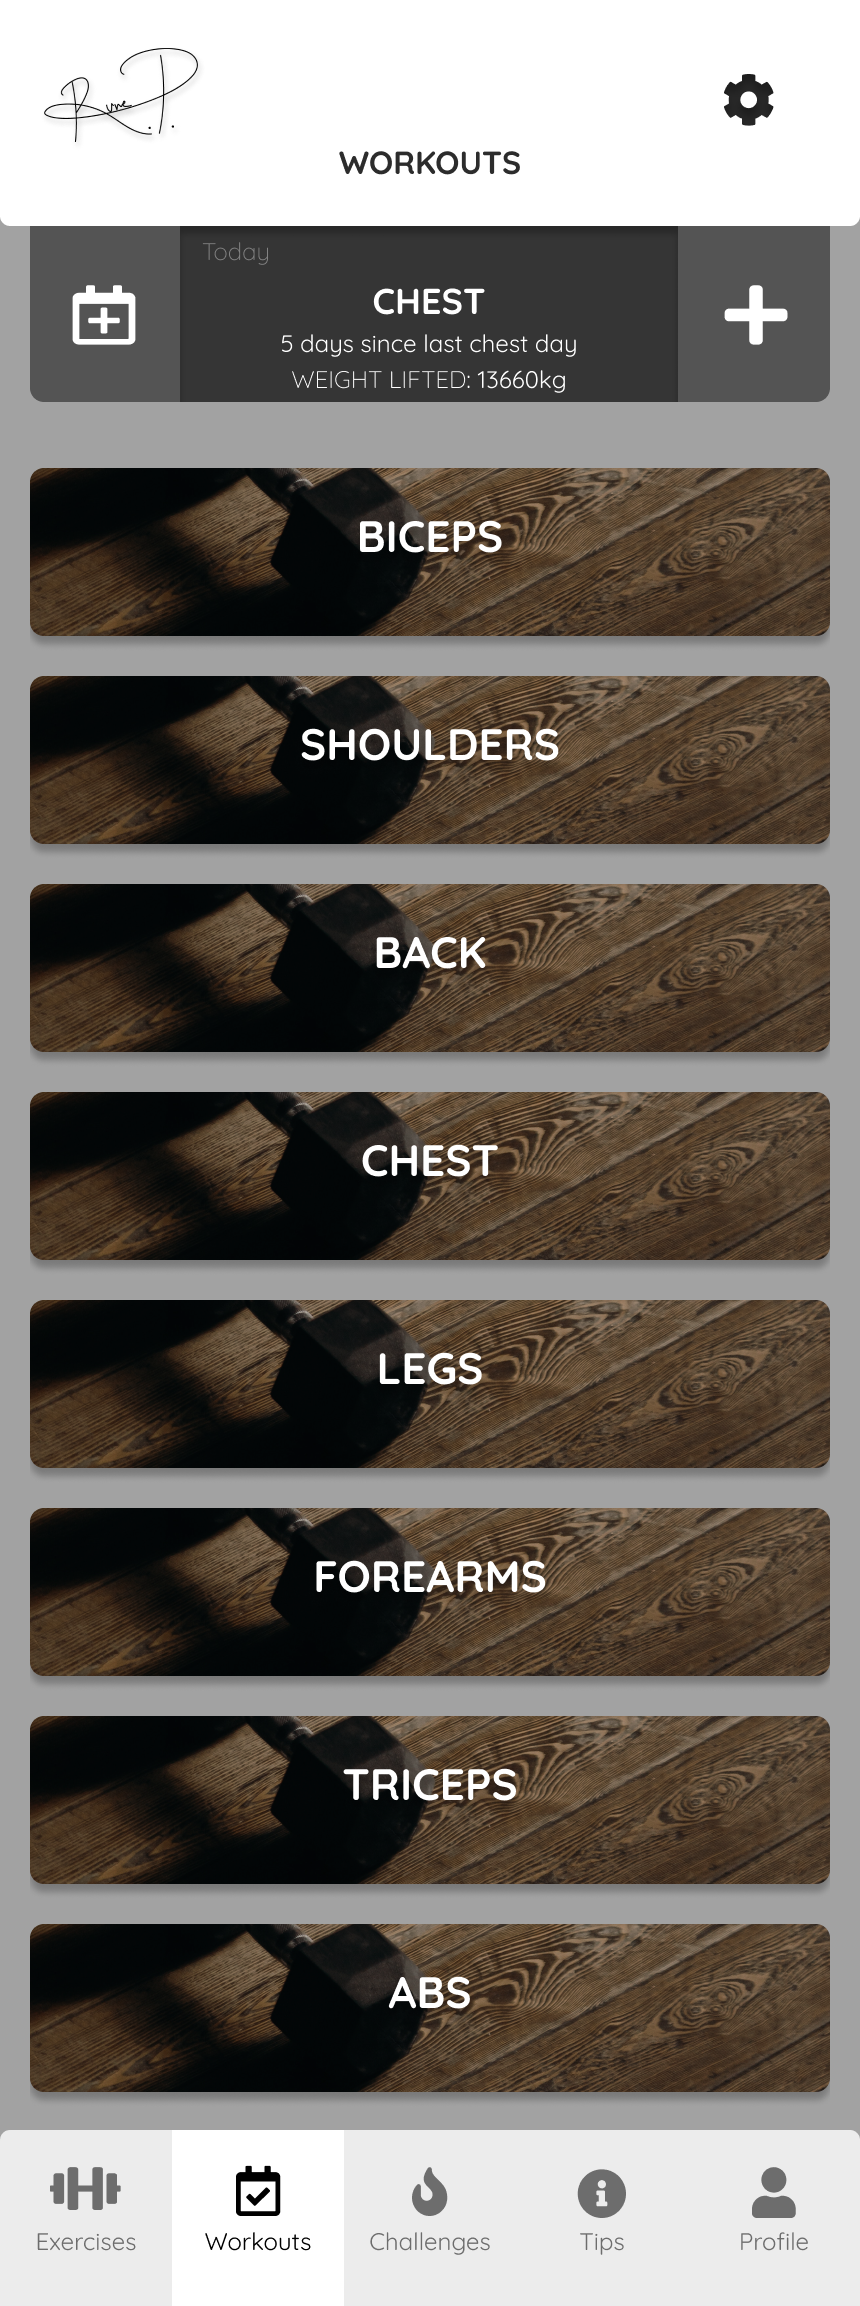 Rune P.
WORKOUTS
Today
CHEST
5 days since last chest day
WEIGHT LIFTED: 13660kg
BICEPS
SHOULDERS
BACK
CHEST
LEGS
FOREARMS
TRICEPS
ABS
Exercises
Workouts
Challenges
Tips
Profile